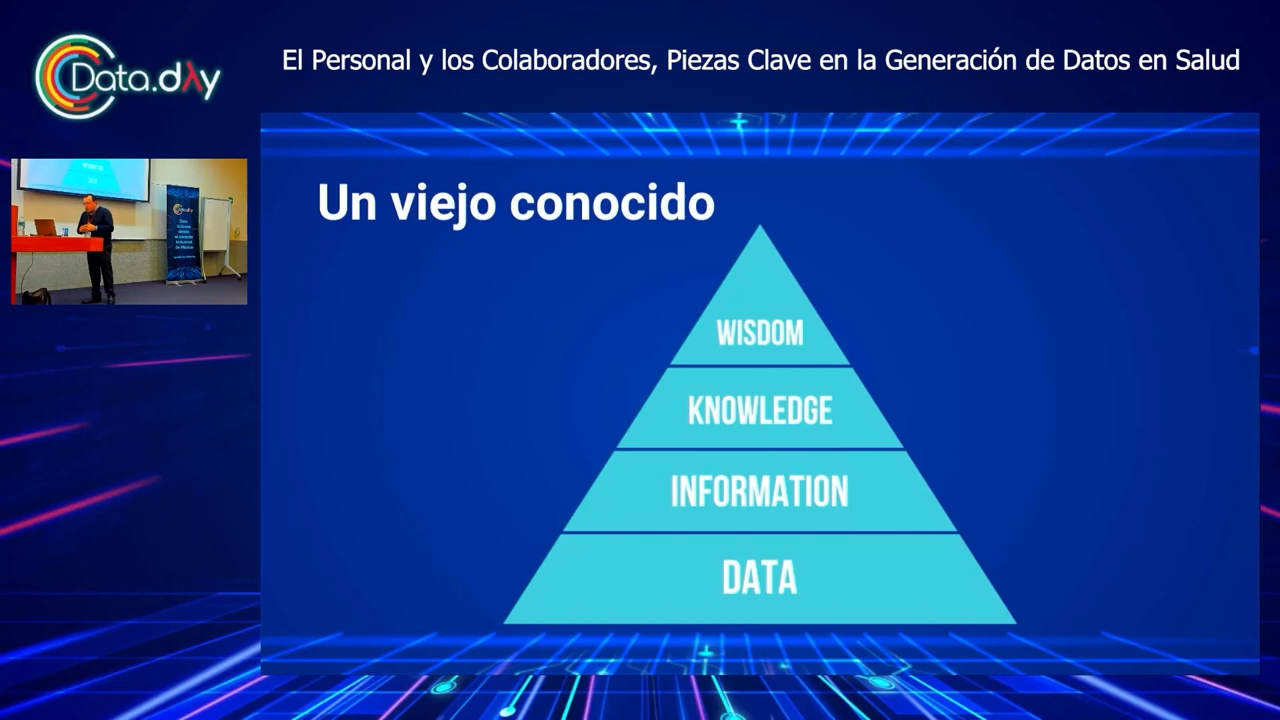 Data.dλy
El Personal y los Colaboradores, Piezas Clave en la Generación de Datos en Salud
Un viejo conocido
WISDOM
KNOWLEDGE
INFORMATION
DATA